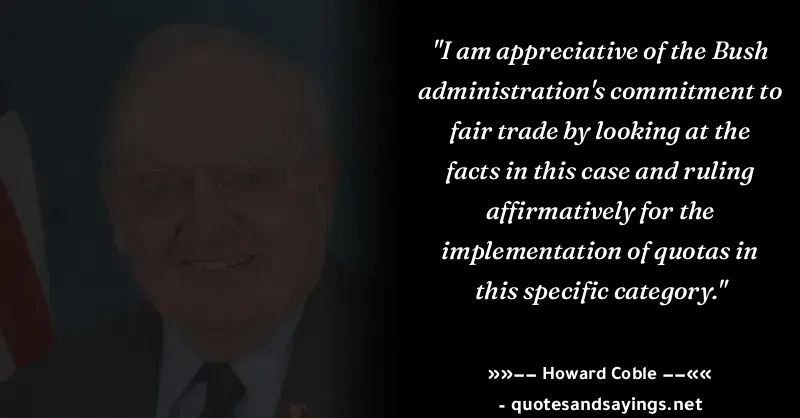 "I am appreciative of the Bush
administration's commitment to
fair trade by looking at the
facts in this case and ruling
affirmatively for the
implementation of quotas in
this specific category."
»»−− Howard Coble −−««
- quotesandsayings.net